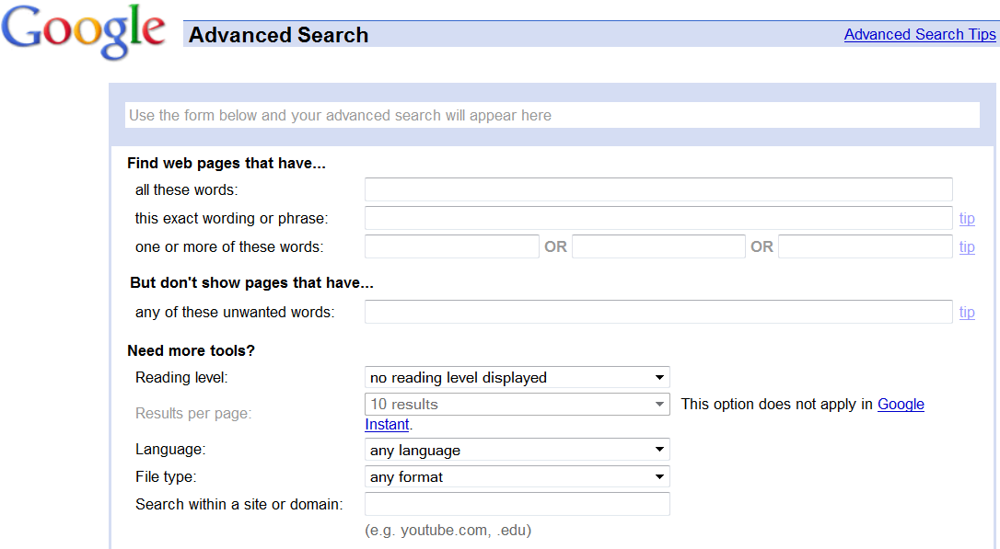 Google
Advanced Search Advanced Search Tips
Use the form below and your advanced search will appear here
Find web pages that have...
all these words:
this exact wording or phrase: tip
one or more of these words: OR OR tip
But don't show pages that have...
any of these unwanted words: tip
Need more tools?
Reading level: no reading level displayed
Results per page: 10 results This option does not apply in Google
Instant.
Language: any language
File type: any format
Search within a site or domain:
(e.g. youtube.com, .edu)